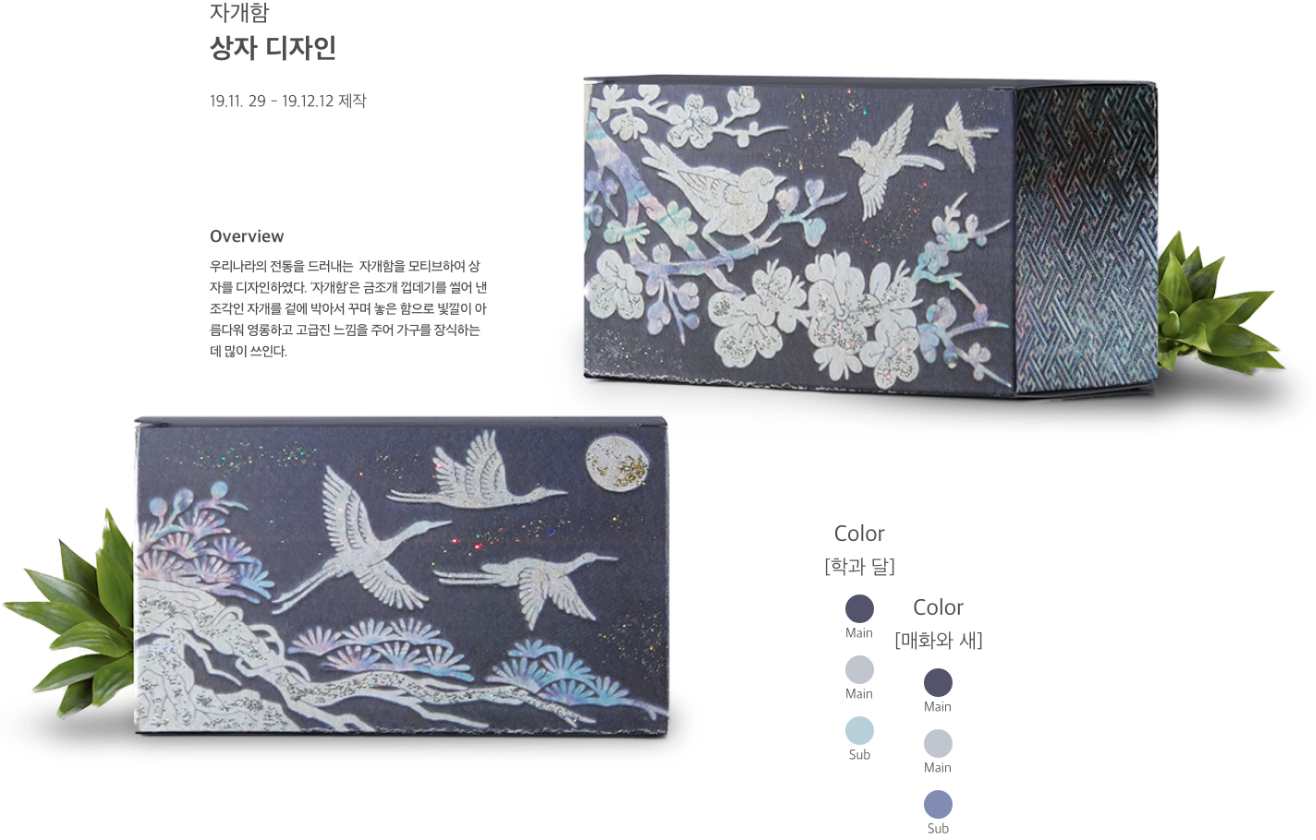 자개함
상자 디자인
19.11. 29 - 19.12.12 제작
Overview
우리나라의 전통을 드러내는 자개함을 모티브하여 상
자를 디자인하였다. '자개함'은 금조개 껍데기를 썰어 낸
조각인 자개를 겉에 박아서 꾸며 놓은 함으로 빛깔이 아
름다워 영롱하고 고급진 느낌을 주어 가구를 장식하는
데 많이 쓰인다.
Color
[학과 달]
Main
Main
Sub
Color
[매화와 새]
Main
Main
Sub